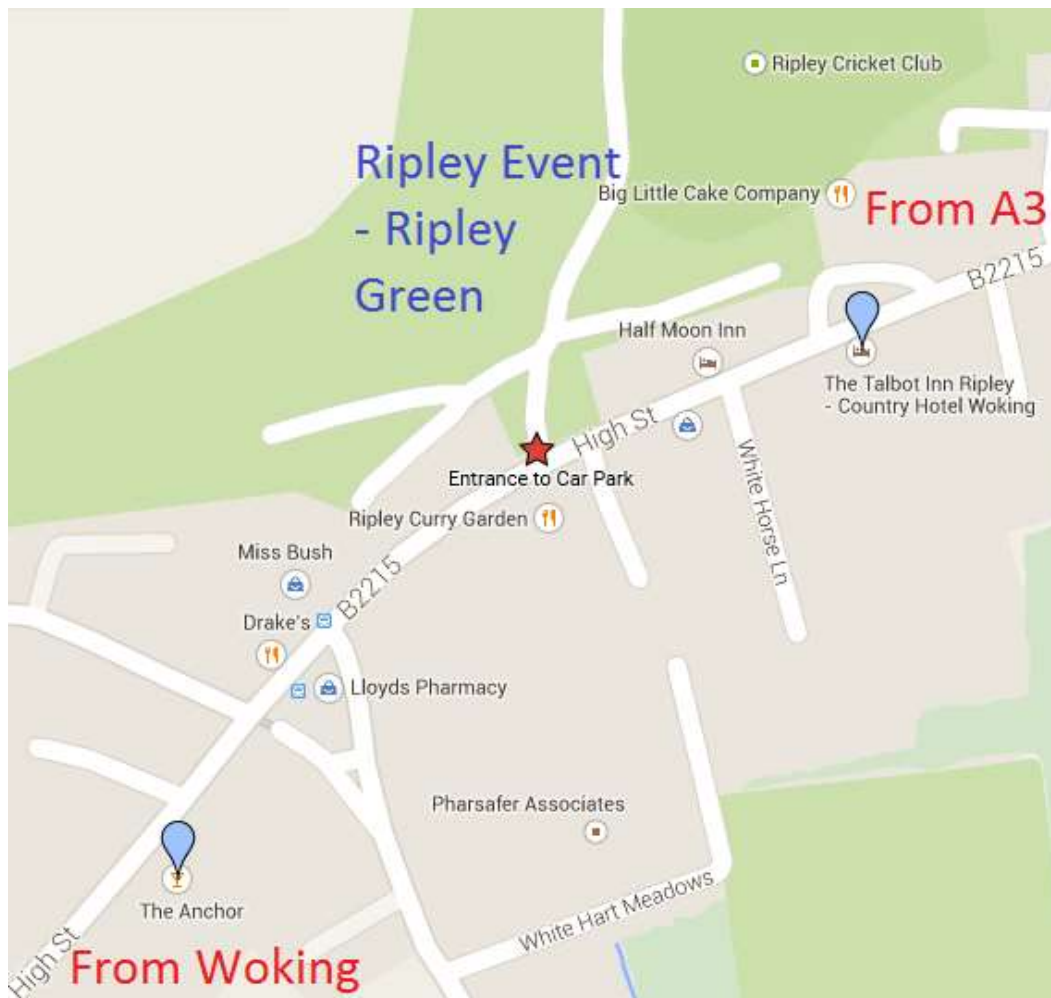 Ripley Cricket Club
Ripley Event
- Ripley
Green
Big Little Cake Company
From A3
B2215
Half Moon Inn
The Talbot Inn Ripley
- Country Hotel Woking
High St
Entrance to Car Park
White Horse Ln
Ripley Curry Garden
Miss Bush
B2215
Drake's
Lloyds Pharmacy
Pharsafer Associates
The Anchor
White Hart Meadows
High St
From Woking